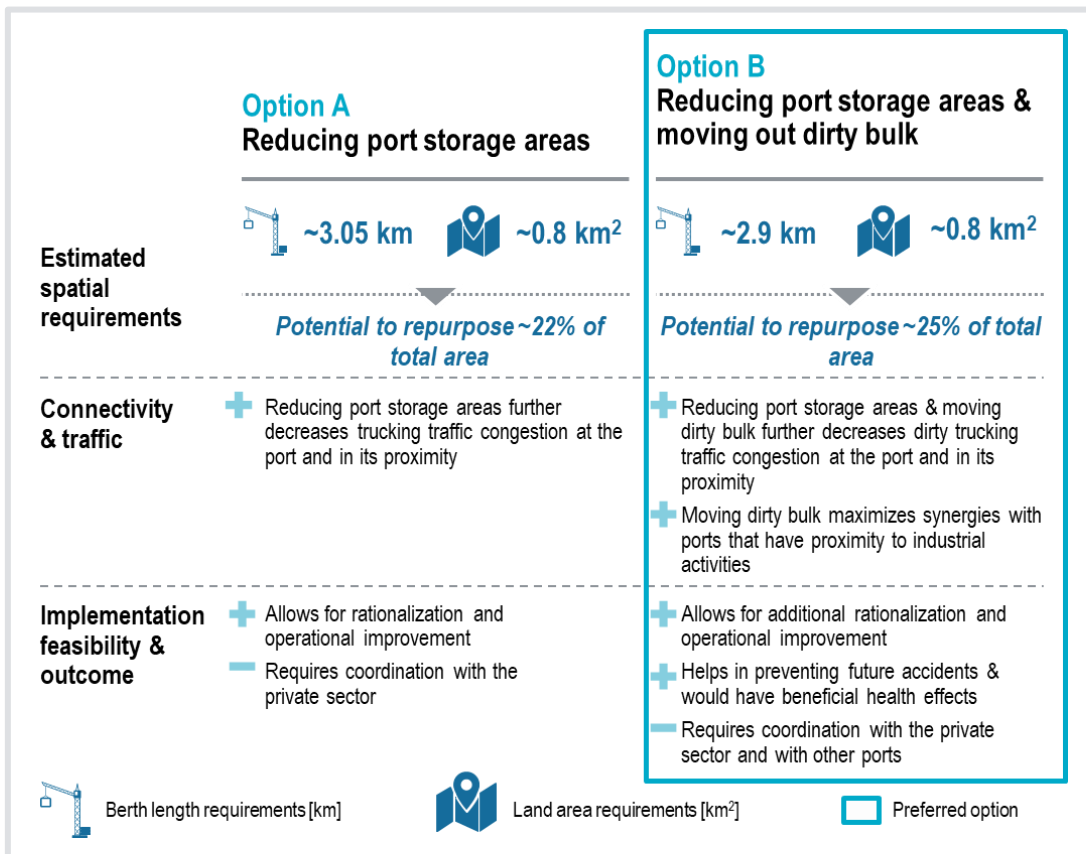 Option A
Reducing port storage areas
Option B
Reducing port storage areas &
moving out dirty bulk
Estimated
spatial
requirements
~3.05 km
~0.8 km²
Potential to repurpose ~22% of
total area
~2.9 km
~0.8 km²
Potential to repurpose ~25% of total
area
Connectivity
& traffic
Reducing port storage areas further
decreases trucking traffic congestion at the
port and in its proximity
Reducing port storage areas & moving
dirty bulk further decreases dirty trucking
traffic congestion at the port and in its
proximity
Moving dirty bulk maximizes synergies with
ports that have proximity to industrial
activities
Implementation
feasibility &
outcome
Allows for rationalization and
operational improvement
Requires coordination with the
private sector
Allows for additional rationalization and
operational improvement
Helps in preventing future accidents &
would have beneficial health effects
Requires coordination with the private
sector and with other ports
Berth length requirements [km]
Land area requirements [km²]
Preferred option